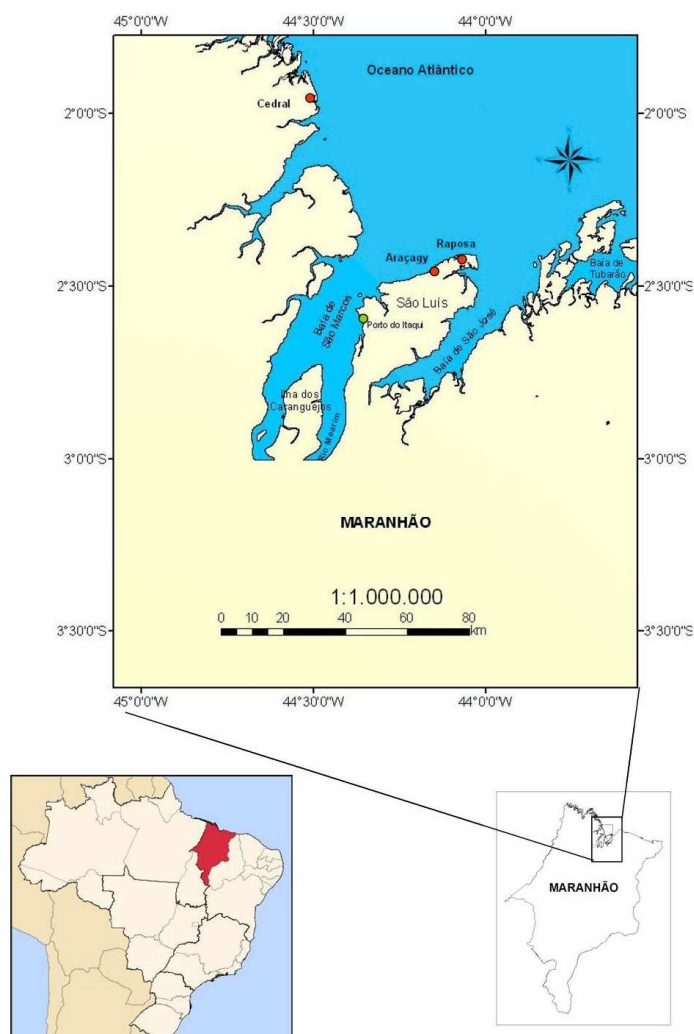 45°0'0"W
44°30'0"W
44°0'0"W
Oceano Atlântico
Cedral
2°0'0"S
2°0'0"S
Raposa
Araçagy
Baía de
Tubarão
2°30'0"S
2°30'0"S
São Luís
Baía de
São Marcos
Porto do Itaqui
Baía de São José
Ilha dos
Caranguejos
Rio Mearim
3°0'0"S
3°0'0"S
MARANHÃO
1:1.000.000
0 10 20 40 60 80
km
3°30'0"S
3°30'0"S
45°0'0"W
44°30'0"W
44°0'0"W
MARANHÃO